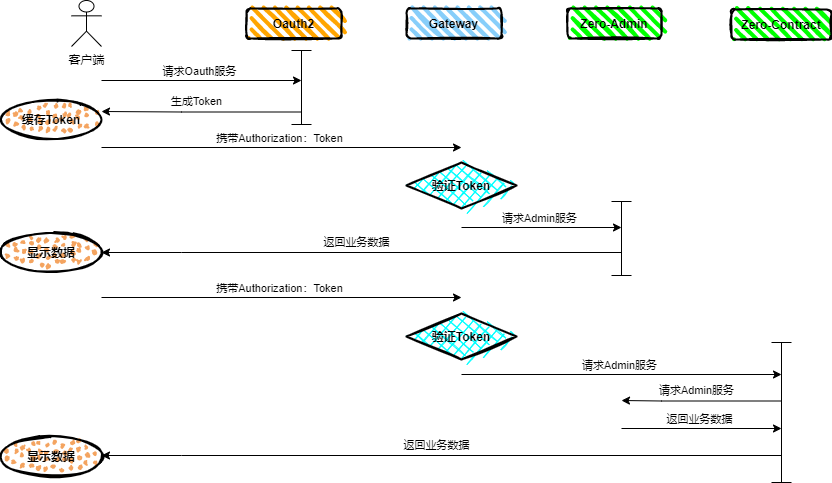 Oauth2
Gateway
Zero-Admin
Zero-Contract
客户端
请求Oauth服务
生成Token
缓存Token
携带Authorization：Token
验证Token
请求Admin服务
返回业务数据
显示数据
携带Authorization：Token
验证Token
请求Admin服务
请求Admin服务
返回业务数据
返回业务数据
显示数据